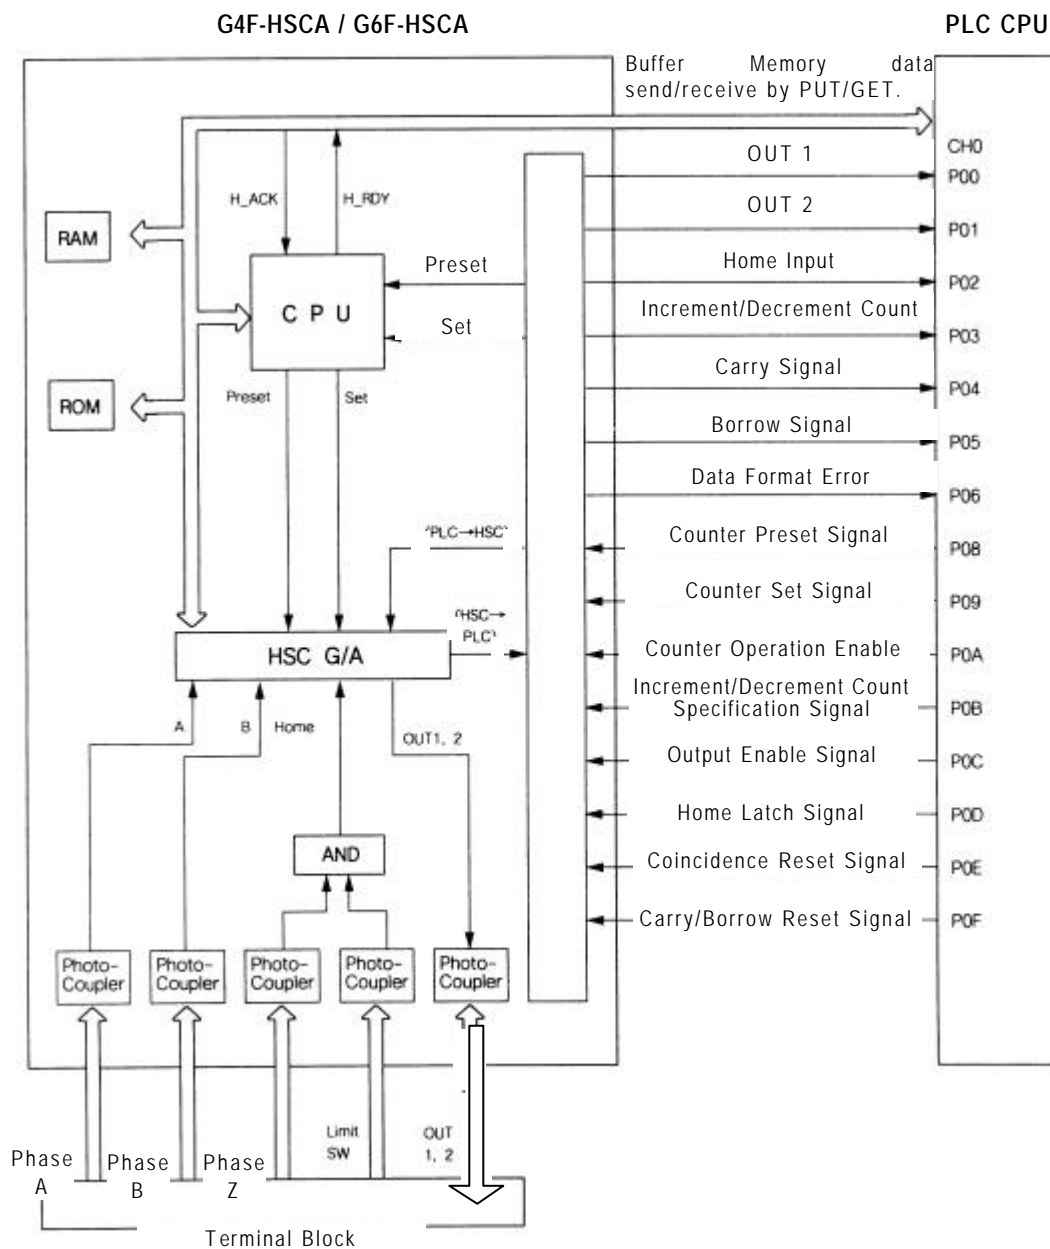 G4F-HSCA / G6F-HSCA
PLC CPU
Buffer Memory data
send/receive by PUT/GET.
CH0
OUT 1
P00
H_ACK
H_RDY
OUT 2
RAM
P01
Preset
Home Input
P02
C P U
Increment/Decrement Count
Set
P03
Carry Signal
P04
Preset
Set
ROM
Borrow Signal
P05
Data Format Error
P06
(PLC→HSC)
Counter Preset Signal
P08
Counter Set Signal
P09
(HSC→
PLC)
HSC G/A
Counter Operation Enable
P0A
Increment/Decrement Count
Specification Signal
P0B
A
B
Home
OUT1, 2
Output Enable Signal
P0C
Home Latch Signal
P0D
AND
Coincidence Reset Signal
P0E
Carry/Borrow Reset Signal
P0F
Photo-
Coupler
Photo-
Coupler
Photo-
Coupler
Photo-
Coupler
Photo-
Coupler
Limit
SW
OUT
1, 2
Phase
A
Phase
B
Phase
Z
Terminal Block